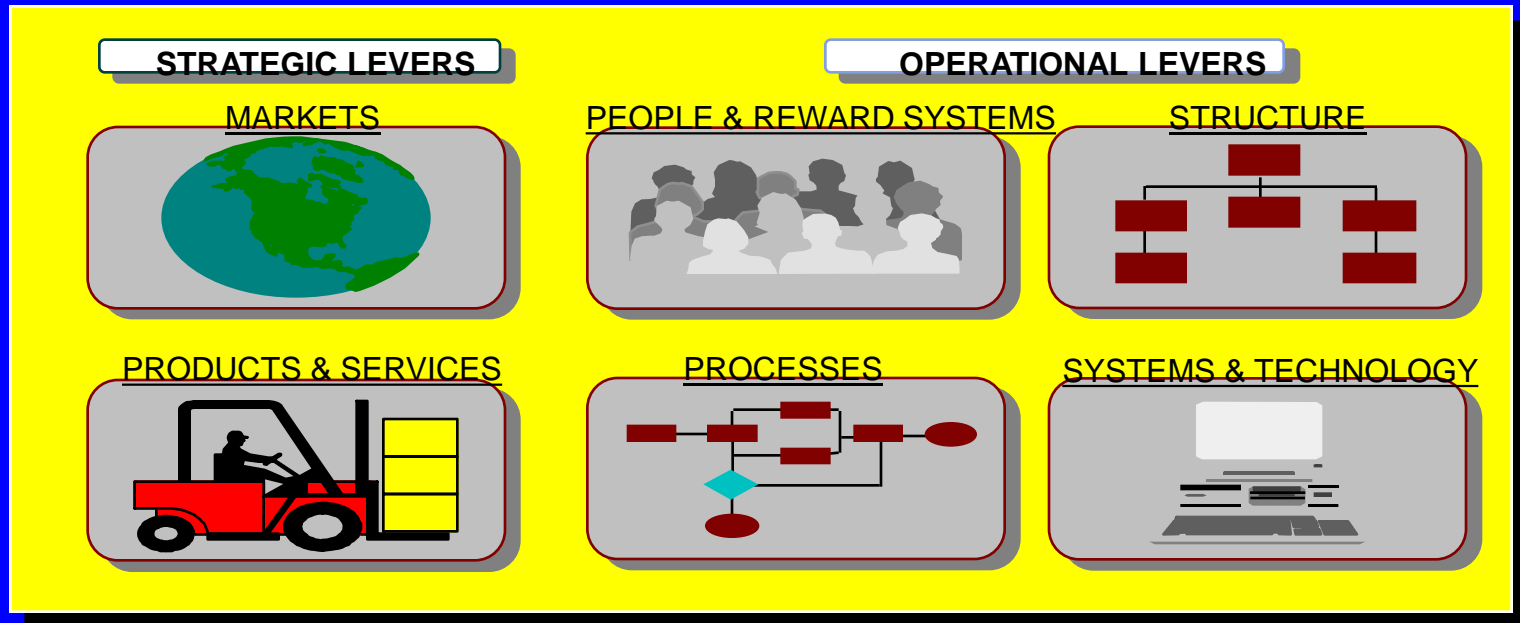 STRATEGIC LEVERS
OPERATIONAL LEVERS
MARKETS
PEOPLE & REWARD SYSTEMS
STRUCTURE
PRODUCTS & SERVICES
PROCESSES
SYSTEMS & TECHNOLOGY